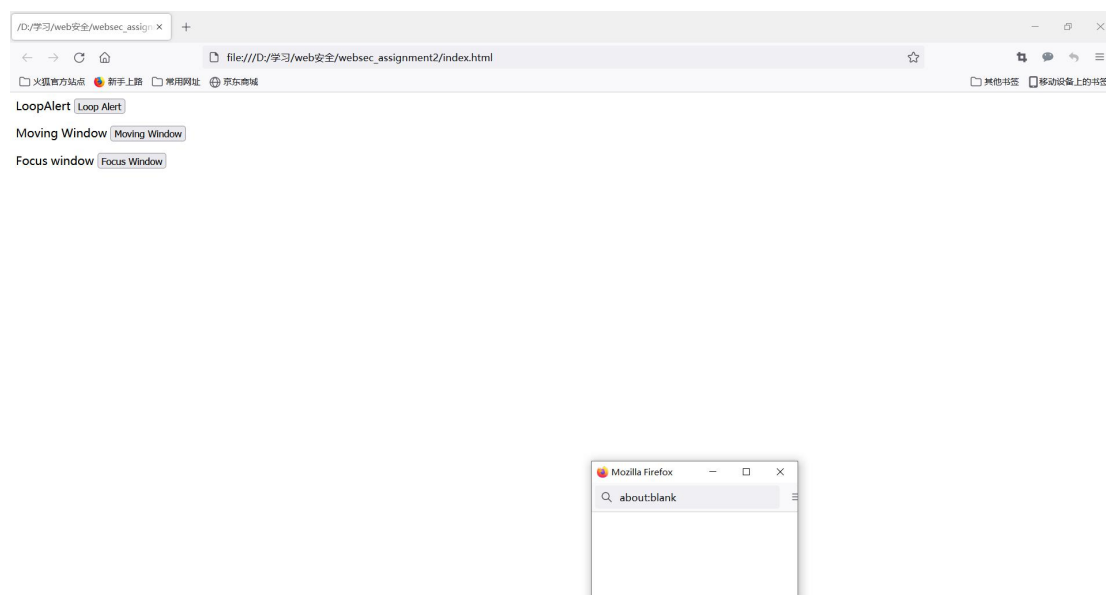 /D:/学习/web安全/websec_assign
file:///D:/学习/web安全/websec_assignment2/index.html
火狐官方站点 新手上路 常用网址 京东商城 其他书签 移动设备上的书签
LoopAlert Loop Alert
Moving Window Moving Window
Focus window Focus Window
Mozilla Firefox
about:blank